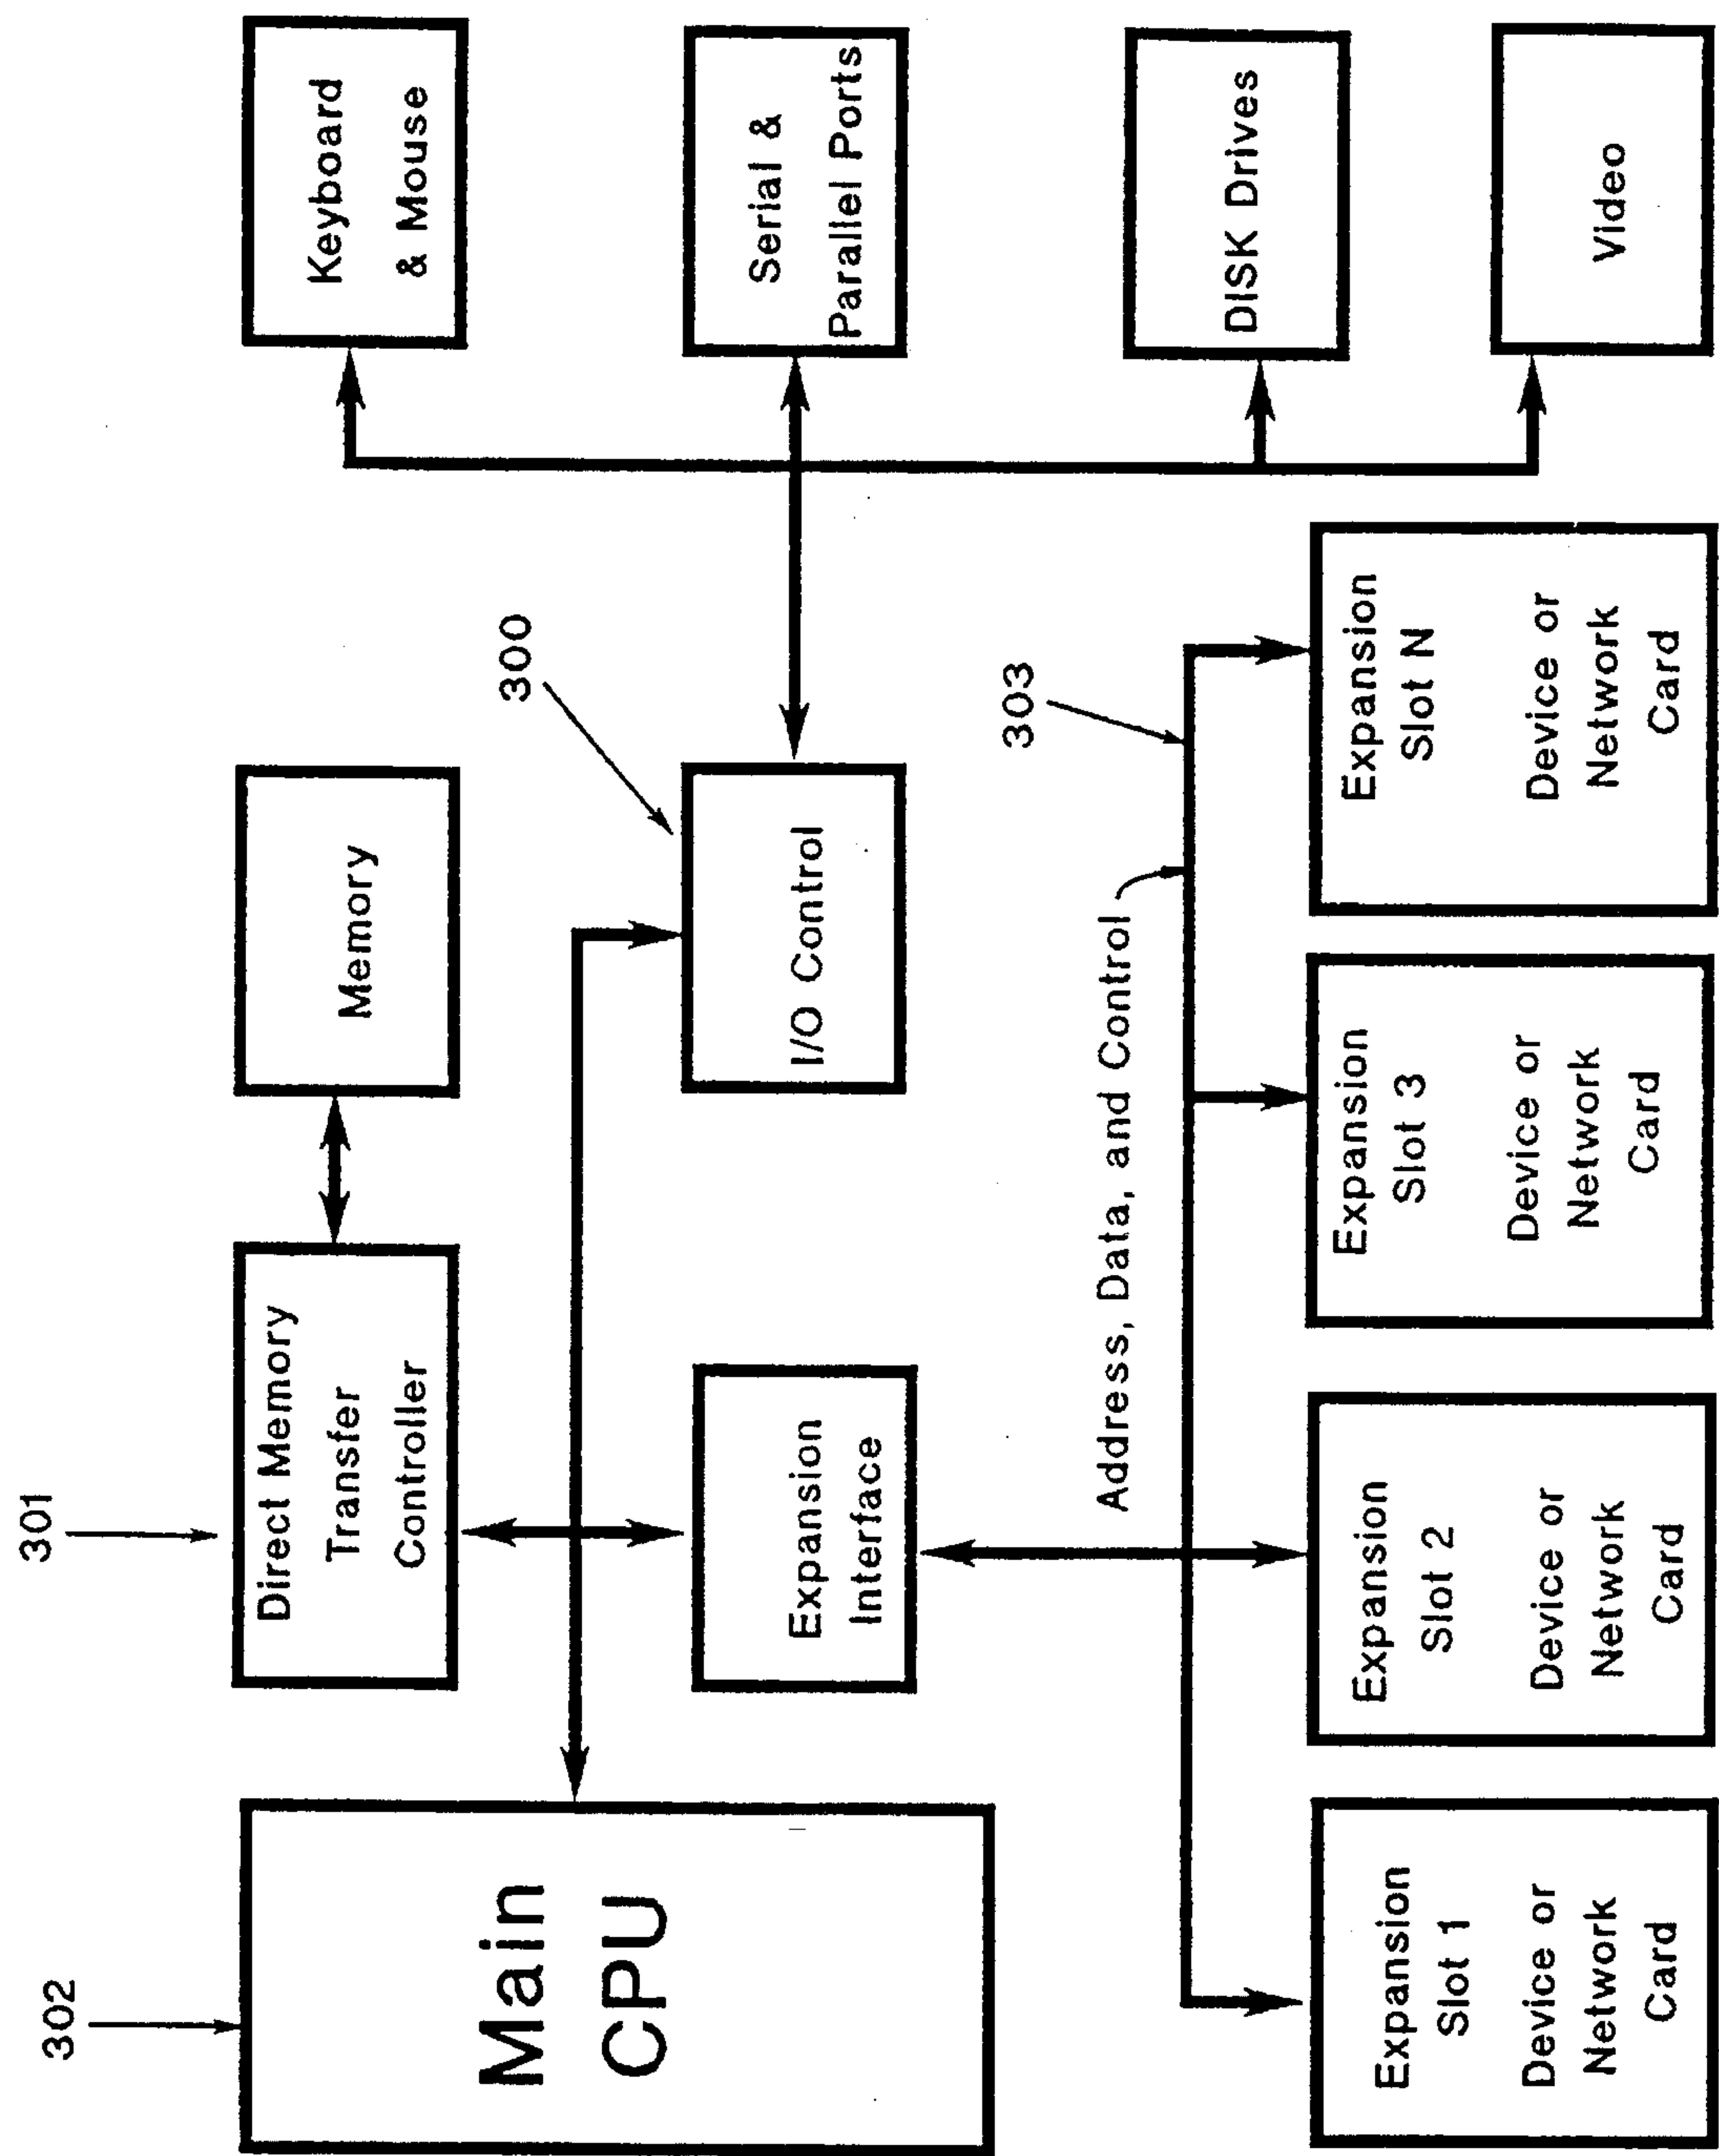 302
Main
CPU
301
Direct Memory
Transfer
Controller
Memory
Keyboard
& Mouse
Expansion
Interface
I/O Control
300
Serial &
Parallel Ports
Address, Data, and Control
303
DISK Drives
Video
Expansion
Slot 1
Device or
Network
Card
Expansion
Slot 2
Device or
Network
Card
Expansion
Slot 3
Device or
Network
Card
Expansion
Slot N
Device or
Network
Card